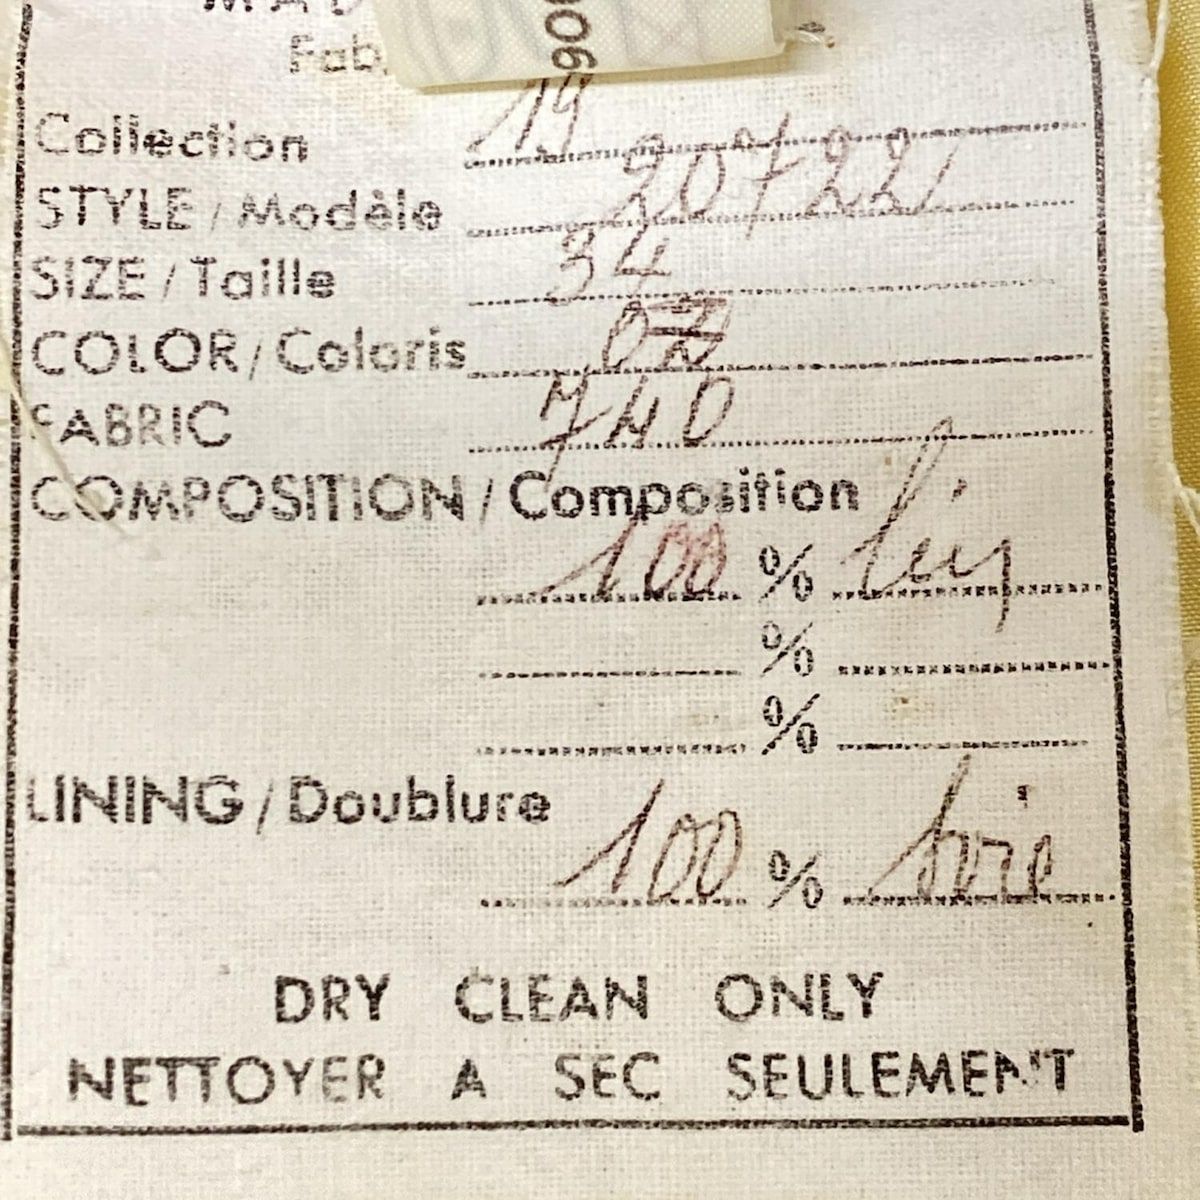 Collection 19
STYLE / Modèle 20722
SIZE / Taille 34
COLOR / Coloris 02
FABRIC 740
COMPOSITION / Composition
100 % lin
%
%
LINING / Doublure
100 % soie
DRY CLEAN ONLY
NETTOYER A SEC SEULEMENT